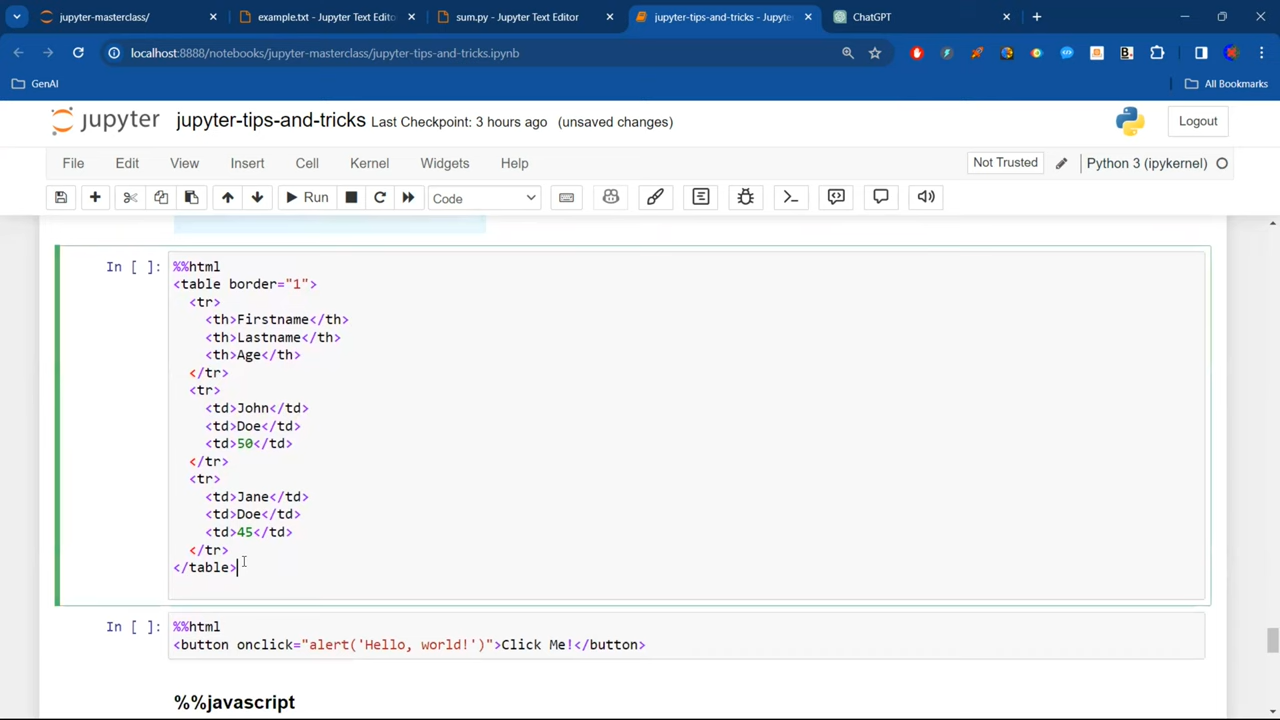 jupyter-masterclass/
example.txt - Jupyter Text Edito
sum.py - Jupyter Text Editor
jupyter-tips-and-tricks - Jupyte
ChatGPT
localhost:8888/notebooks/jupyter-masterclass/jupyter-tips-and-tricks.ipynb
GenAI
All Bookmarks
jupyter jupyter-tips-and-tricks Last Checkpoint: 3 hours ago (unsaved changes)
Logout
File Edit View Insert Cell Kernel Widgets Help
Not Trusted
Python 3 (ipykernel)
Run
Code
In [ ]:
%%html
<table border="1">
  <tr>
    <th>Firstname</th>
    <th>Lastname</th>
    <th>Age</th>
  </tr>
  <tr>
    <td>John</td>
    <td>Doe</td>
    <td>50</td>
  </tr>
  <tr>
    <td>Jane</td>
    <td>Doe</td>
    <td>45</td>
  </tr>
</table>
In [ ]:
%%html
<button onclick="alert('Hello, world!')">Click Me!</button>
%%javascript